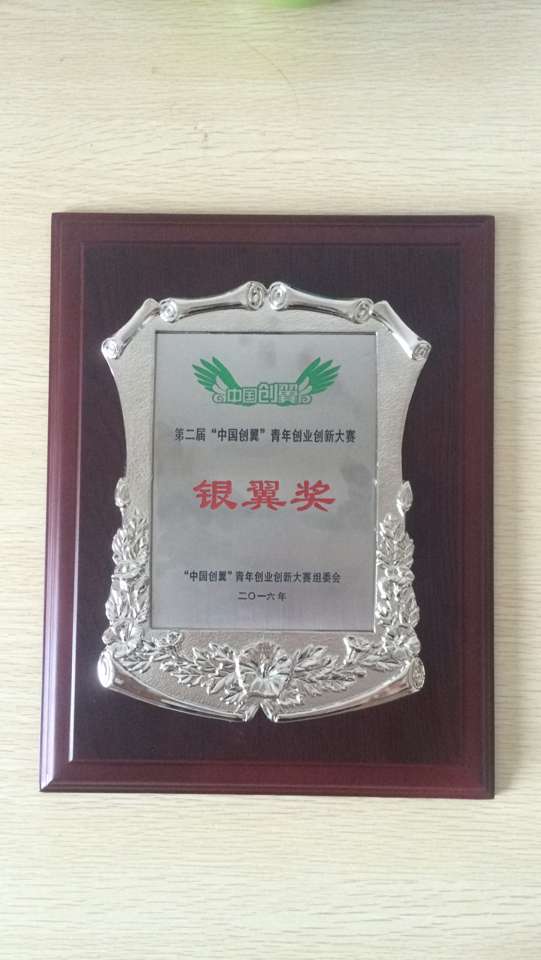 中国创翼
第二届“中国创翼”青年创业创新大赛
银翼奖
“中国创翼”青年创业创新大赛组委会
二〇一六年